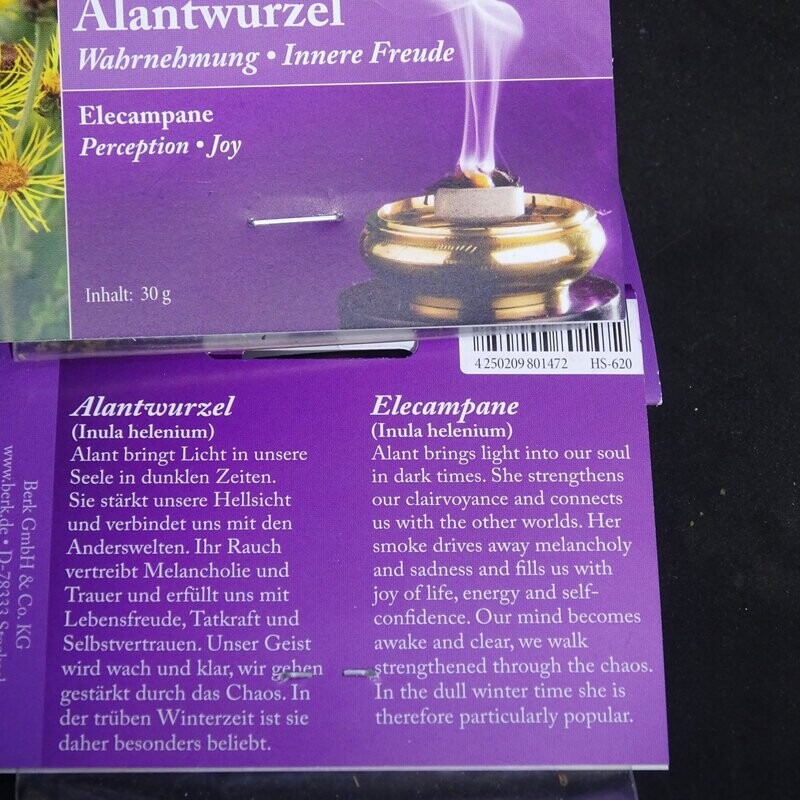 Alantwurzel
Wahrnehmung • Innere Freude
Elecampane
Perception • Joy
Inhalt: 30 g
4 250209 801472 HS-620
Alantwurzel
(Inula helenium)
Alant bringt Licht in unsere
Seele in dunklen Zeiten.
Sie stärkt unsere Hellsicht
und verbindet uns mit den
Anderswelten. Ihr Rauch
vertreibt Melancholie und
Trauer und erfüllt uns mit
Lebensfreude, Tatkraft und
Selbstvertrauen. Unser Geist
wird wach und klar, wir gehen
gestärkt durch das Chaos. In
der trüben Winterzeit ist sie
daher besonders beliebt.
Elecampane
(Inula helenium)
Alant brings light into our soul
in dark times. She strengthens
our clairvoyance and connects
us with the other worlds. Her
smoke drives away melancholy
and sadness and fills us with
joy of life, energy and self-
confidence. Our mind becomes
awake and clear, we walk
strengthened through the chaos.
In the dull winter time she is
therefore particularly popular.
Berk GmbH & Co. KG
www.berk.de • D-78333